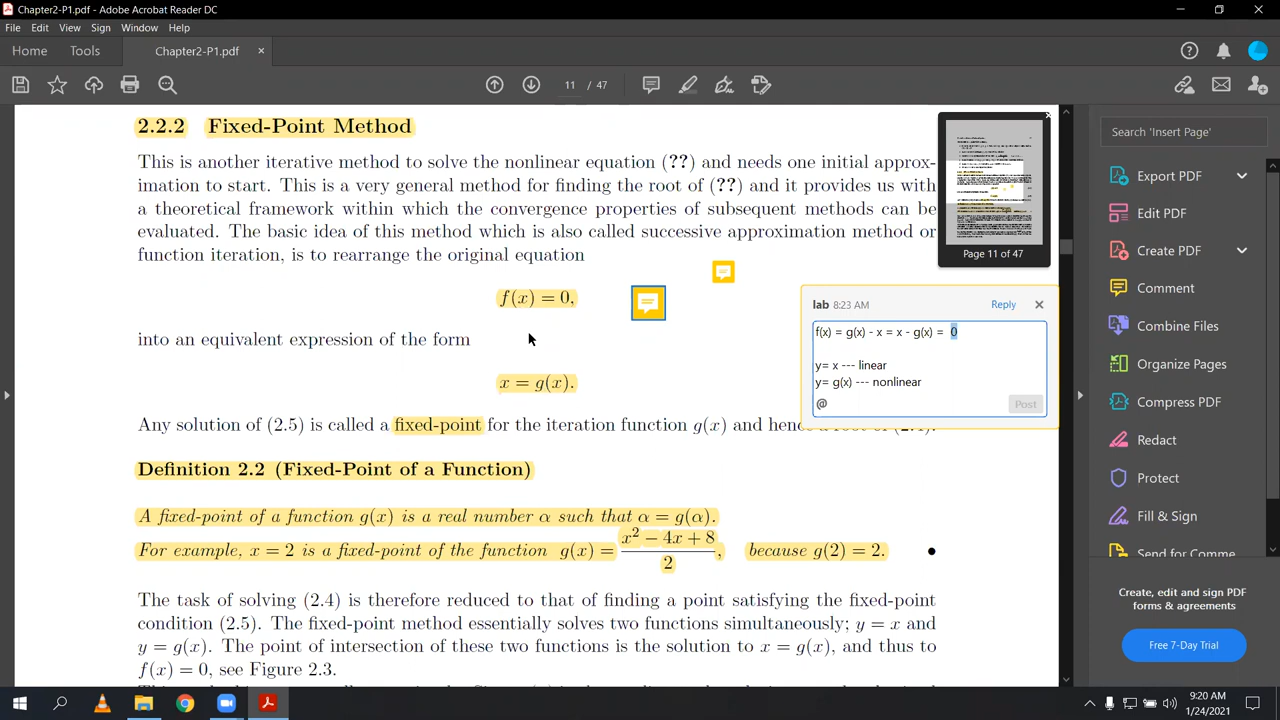 Chapter2-P1.pdf - Adobe Acrobat Reader DC
File Edit View Sign Window Help
Home Tools Chapter2-P1.pdf ×
11 / 47
2.2.2 Fixed-Point Method
This is another iterative method to solve the nonlinear equation (??) and needs one initial approx-
imation to start. This is a very general method for finding the root of (??) and it provides us with
a theoretical framework within which the convergence properties of subsequent methods can be
evaluated. The basic idea of this method which is also called successive approximation method or
function iteration, is to rearrange the original equation
f(x) = 0,
into an equivalent expression of the form
x = g(x).
Any solution of (2.5) is called a fixed-point for the iteration function g(x) and hence a root of (2.4).
Definition 2.2 (Fixed-Point of a Function)
A fixed-point of a function g(x) is a real number α such that α = g(α).
For example, x = 2 is a fixed-point of the function g(x) = x² − 4x + 8 / 2, because g(2) = 2. •
The task of solving (2.4) is therefore reduced to that of finding a point satisfying the fixed-point
condition (2.5). The fixed-point method essentially solves two functions simultaneously; y = x and
y = g(x). The point of intersection of these two functions is the solution to x = g(x), and thus to
f(x) = 0, see Figure 2.3.
Page 11 of 47
lab 8:23 AM Reply
f(x) = g(x) - x = x - g(x) = 0
y= x --- linear
y= g(x) --- nonlinear
@ Post
Search 'Insert Page'
Export PDF
Edit PDF
Create PDF
Comment
Combine Files
Organize Pages
Compress PDF
Redact
Protect
Fill & Sign
Send for Comme
Create, edit and sign PDF
forms & agreements
Free 7-Day Trial
9:20 AM
1/24/2021